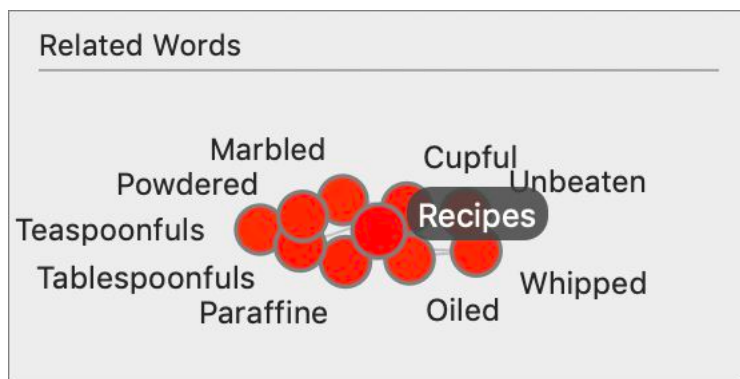 Related Words
Marbled
Cupful
Powdered
Unbeaten
Recipes
Teaspoonfuls
Tablespoonfuls
Whipped
Paraffine
Oiled